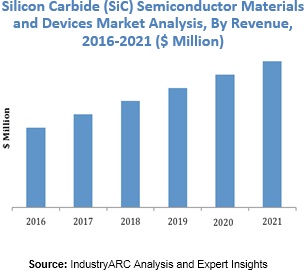 Silicon Carbide (SiC) Semiconductor Materials
and Devices Market Analysis, By Revenue,
2016-2021 ($ Million)
$ Million
2016 2017 2018 2019 2020 2021
Source: IndustryARC Analysis and Expert Insights